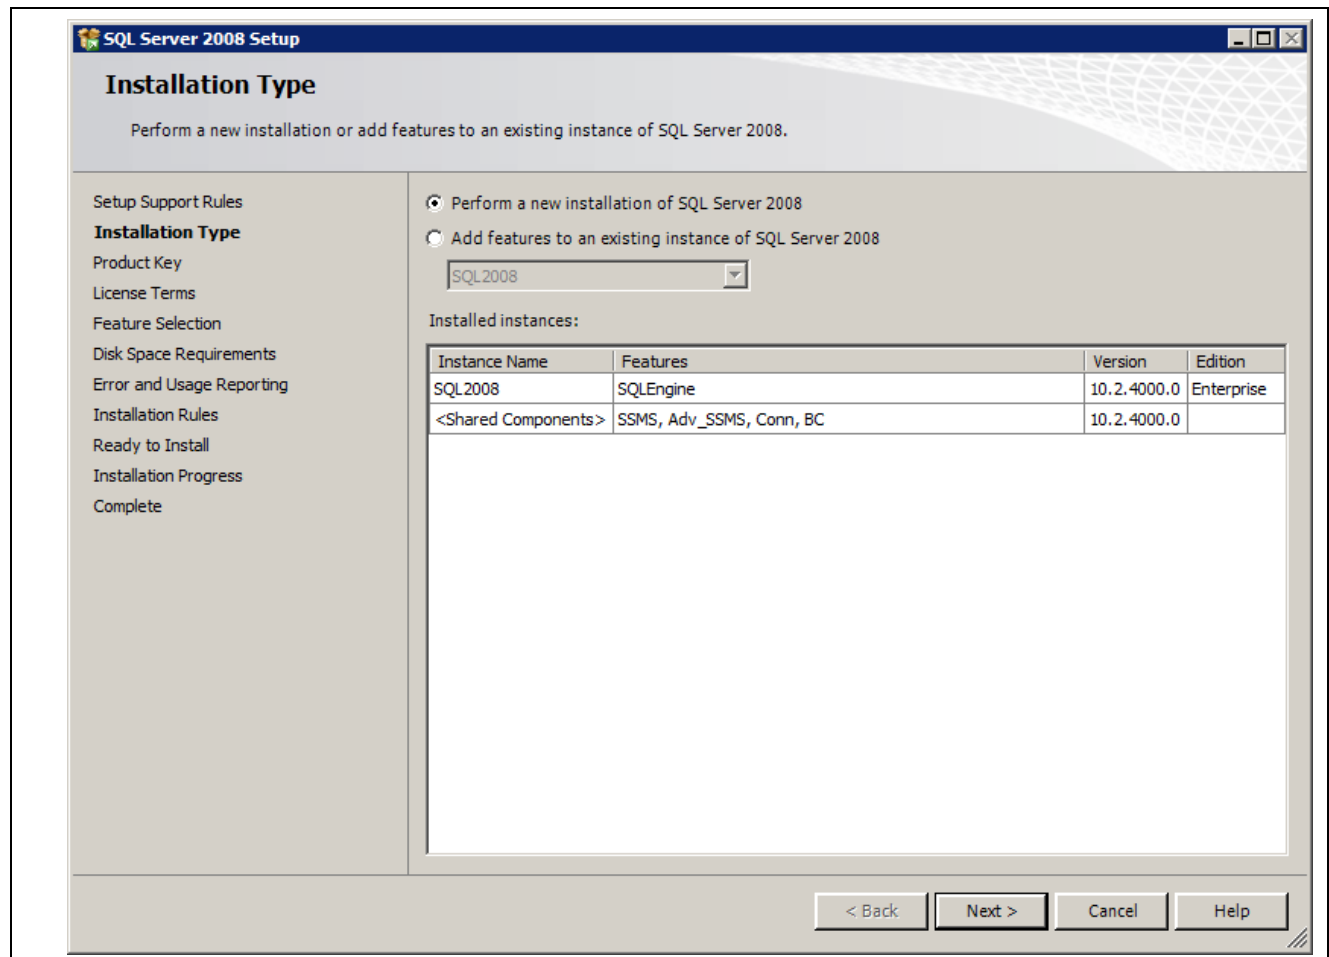 SQL Server 2008 Setup
Installation Type
Perform a new installation or add features to an existing instance of SQL Server 2008.
Setup Support Rules
Installation Type
Product Key
License Terms
Feature Selection
Disk Space Requirements
Error and Usage Reporting
Installation Rules
Ready to Install
Installation Progress
Complete
Perform a new installation of SQL Server 2008
Add features to an existing instance of SQL Server 2008
SQL2008
Installed instances:
Instance Name Features Version Edition
SQL2008 SQLEngine 10.2.4000.0 Enterprise
<Shared Components> SSMS, Adv_SSMS, Conn, BC 10.2.4000.0
< Back Next > Cancel Help